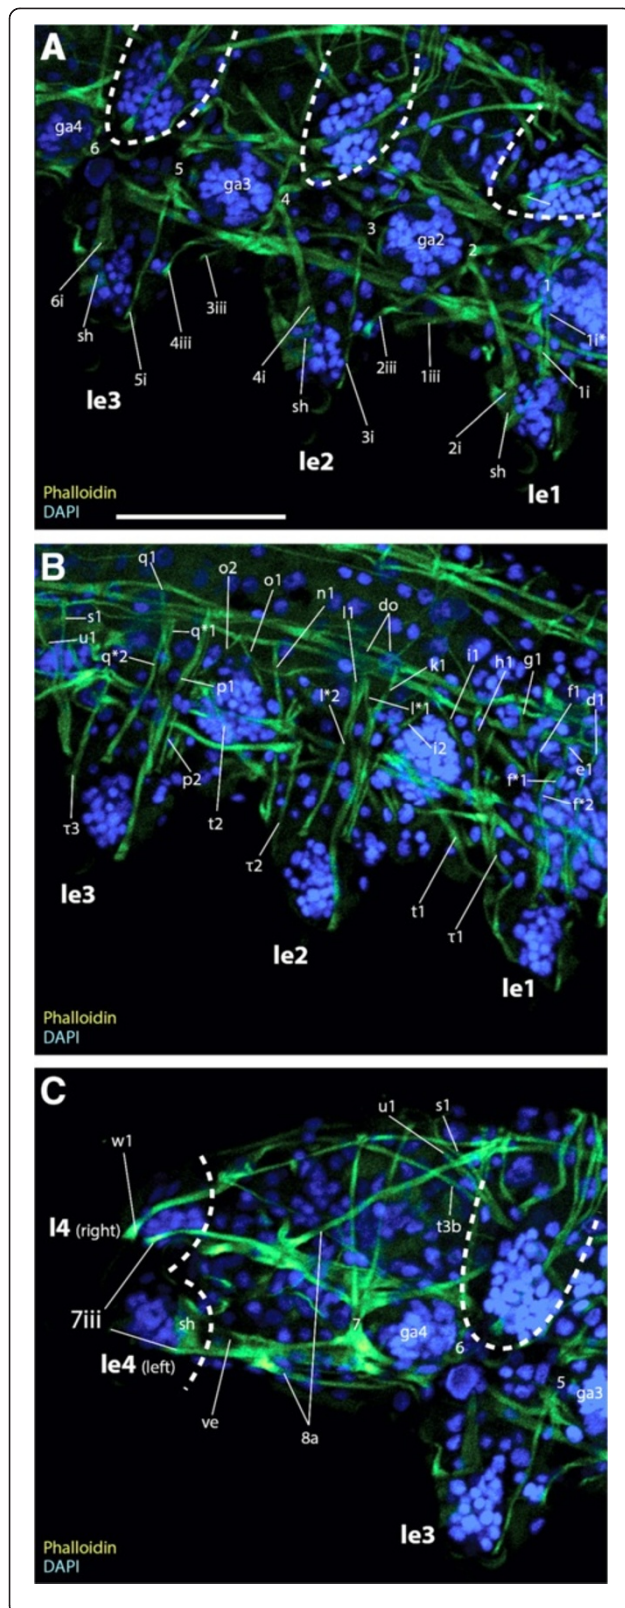 A
ga4
6
5
ga3
4
3
ga2
2
1
6i
sh
5i
4iii
3iii
4i
sh
3i
2iii
1iii
2i
sh
1i*
1i
le3
le2
le1
Phalloidin
DAPI
B
q1
o2
o1
n1
l1
do
s1
u1
q*1
q*2
p1
l*2
l*1
k1
i1
h1
g1
f1
d1
i2
e1
f*1
f*2
p2
t2
τ3
τ2
t1
τ1
le3
le2
le1
Phalloidin
DAPI
C
u1
s1
w1
l4 (right)
t3b
7iii
sh
7
ga4
6
le4 (left)
5
ga3
ve
8a
le3
Phalloidin
DAPI